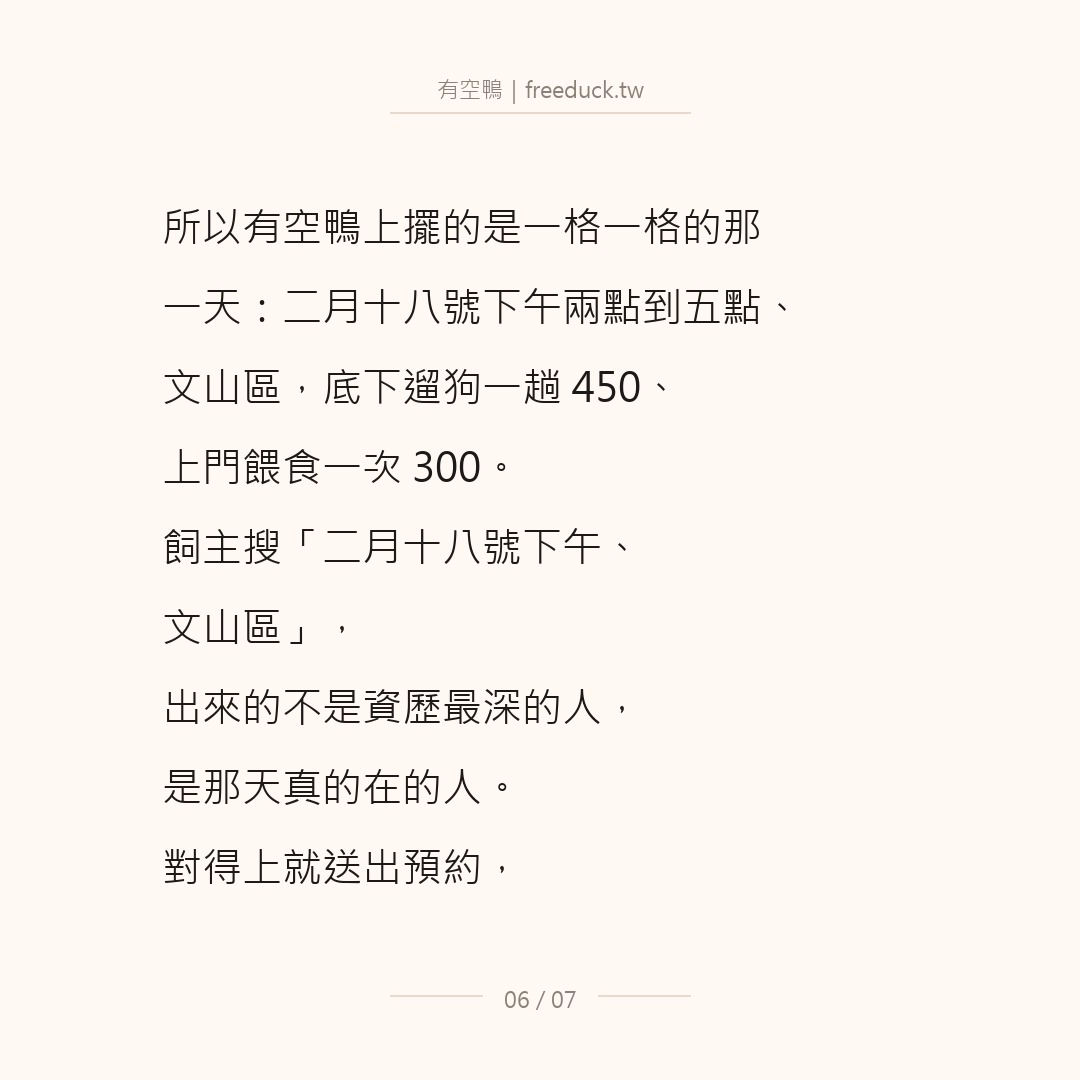 有空鴨 | freeduck.tw
所以有空鴨上擺的是一格一格的那
一天：二月十八號下午兩點到五點、
文山區，底下遛狗一趟 450、
上門餵食一次 300。
飼主搜「二月十八號下午、
文山區」，
出來的不是資歷最深的人，
是那天真的在的人。
對得上就送出預約，
06 / 07